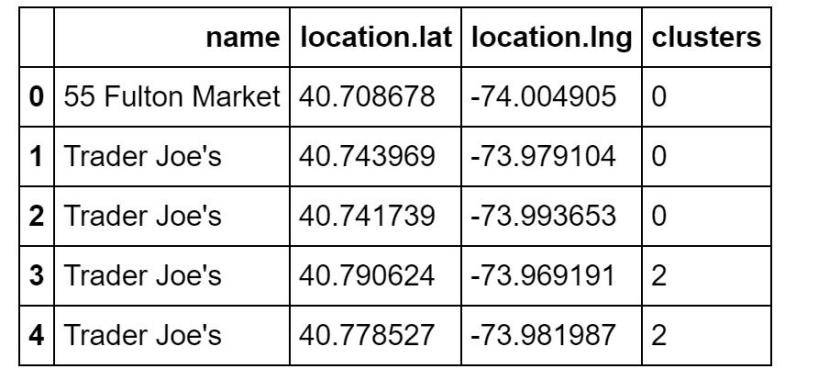 name location.lat location.lng clusters
0 55 Fulton Market 40.708678 -74.004905 0
1 Trader Joe's 40.743969 -73.979104 0
2 Trader Joe's 40.741739 -73.993653 0
3 Trader Joe's 40.790624 -73.969191 2
4 Trader Joe's 40.778527 -73.981987 2